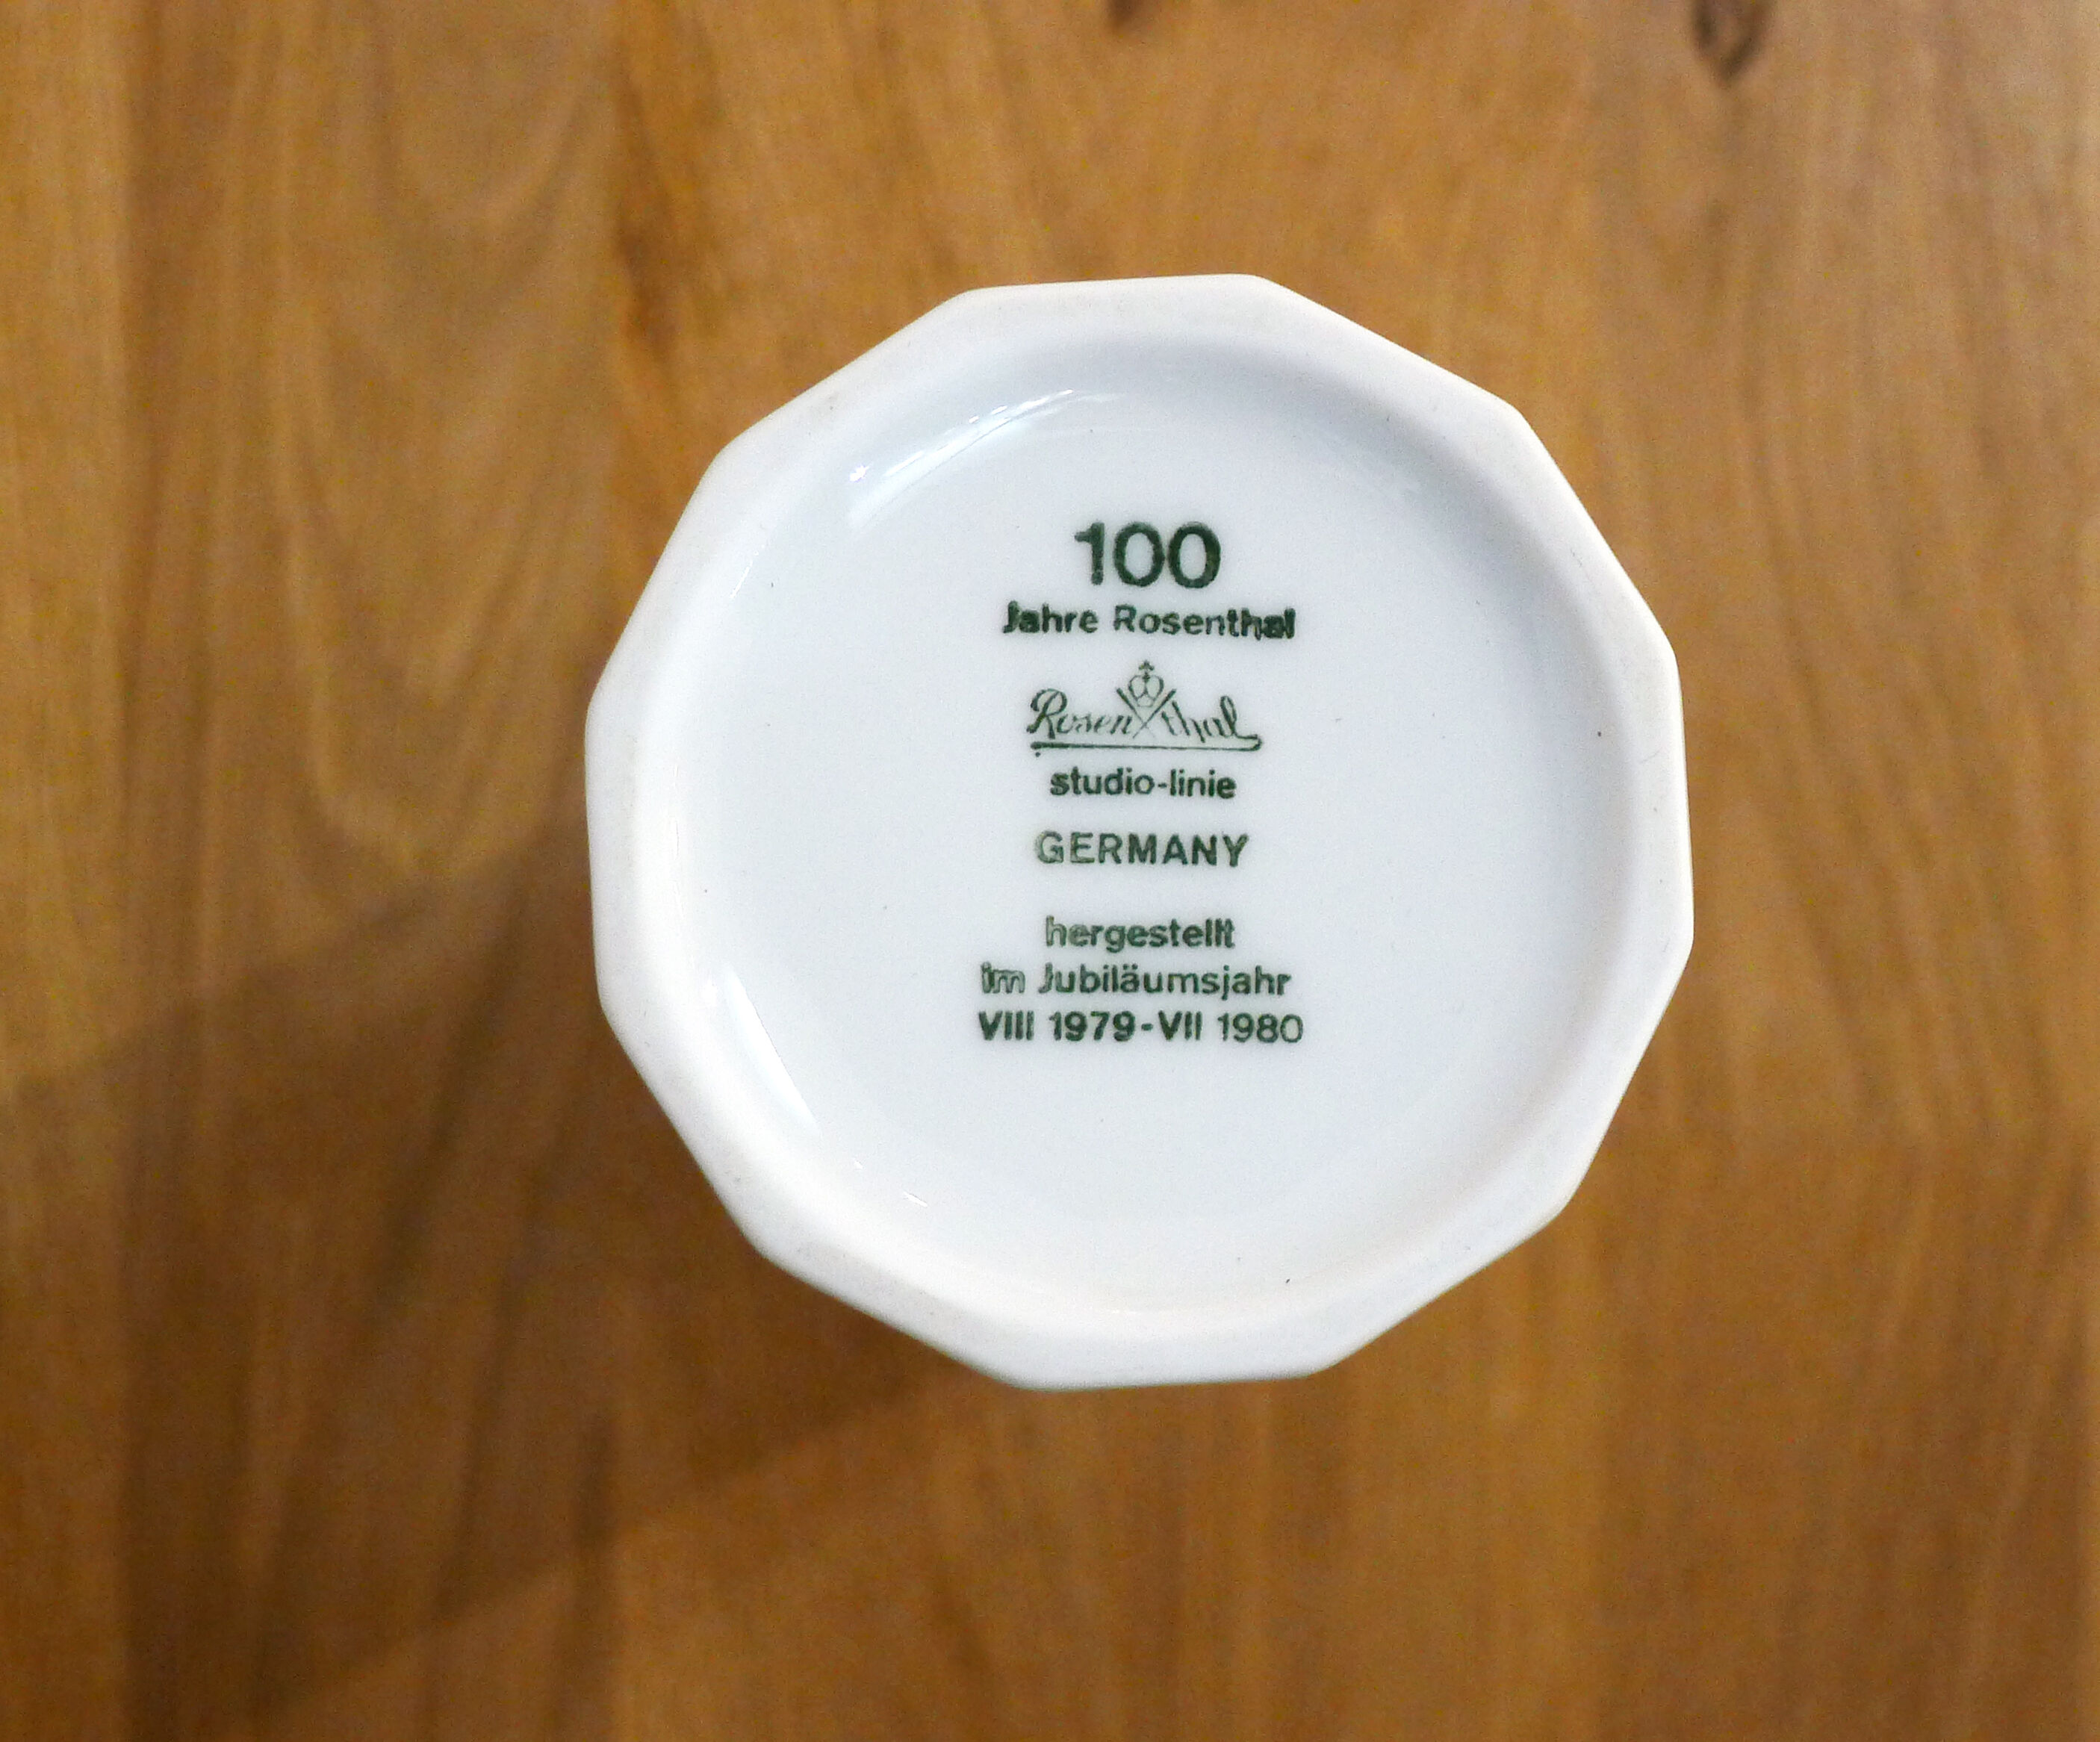 100
Jahre Rosenthal
Rosenthal
studio-linie
GERMANY
hergestellt
im Jubiläumsjahr
VIII 1979-VII 1980